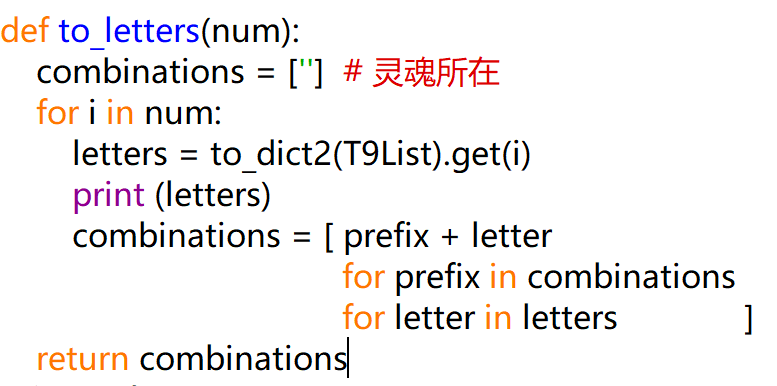 def to_letters(num):
combinations = [''] # 灵魂所在
for i in num:
letters = to_dict2(T9List).get(i)
print (letters)
combinations = [ prefix + letter
for prefix in combinations
for letter in letters ]
return combinations